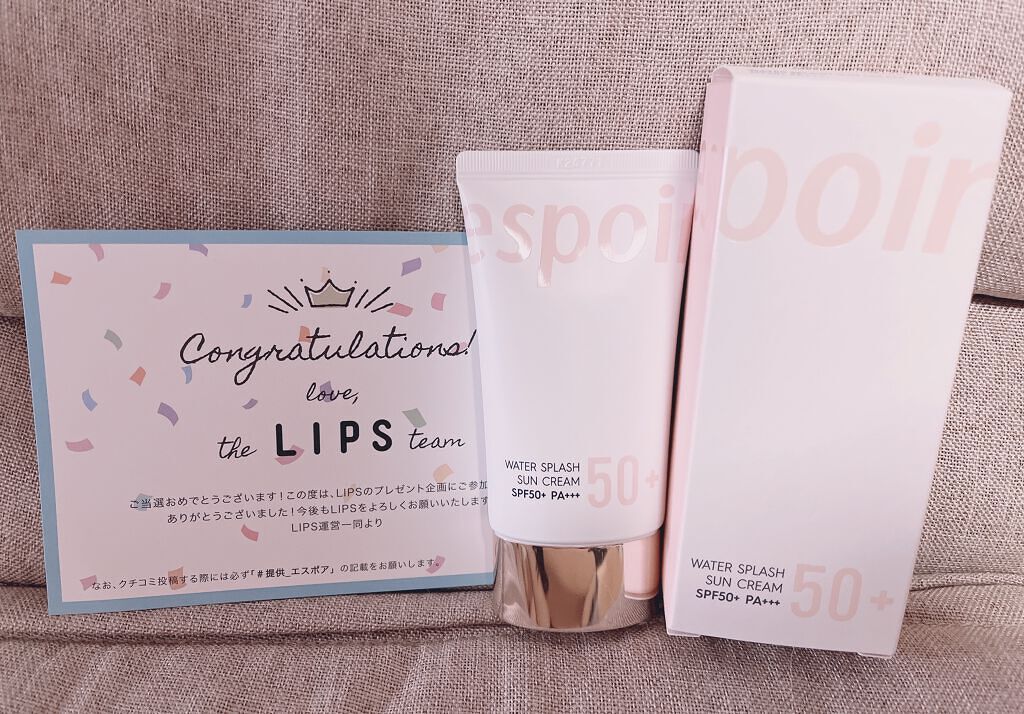 Congratulations!
love,
the LIPS team
ご当選おめでとうございます!この度は、LIPSのプレゼント企画にご参加
ありがとうございました!今後もLIPSをよろしくお願いいたします
LIPS運営一同より
なお、クチコミ投稿する際には必ず「#提供_エスポア」の記載をお願いします。
espoir
WATER SPLASH
SUN CREAM
SPF50+ PA+++
50+
poir
WATER SPLASH
SUN CREAM
SPF50+ PA+++
50+